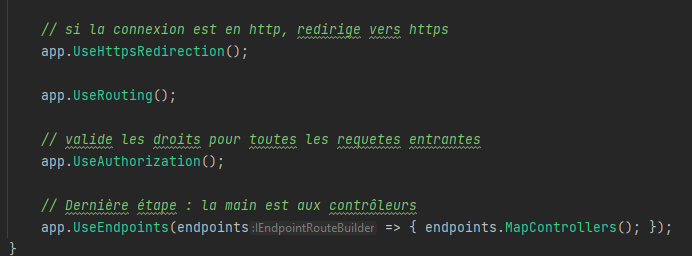 // si la connexion est en http, redirige vers https
app.UseHttpsRedirection();
app.UseRouting();
// valide les droits pour toutes les requetes entrantes
app.UseAuthorization();
// Dernière étape : la main est aux contrôleurs
app.UseEndpoints(endpoints :IEndpointRouteBuilder => { endpoints.MapControllers(); });
}